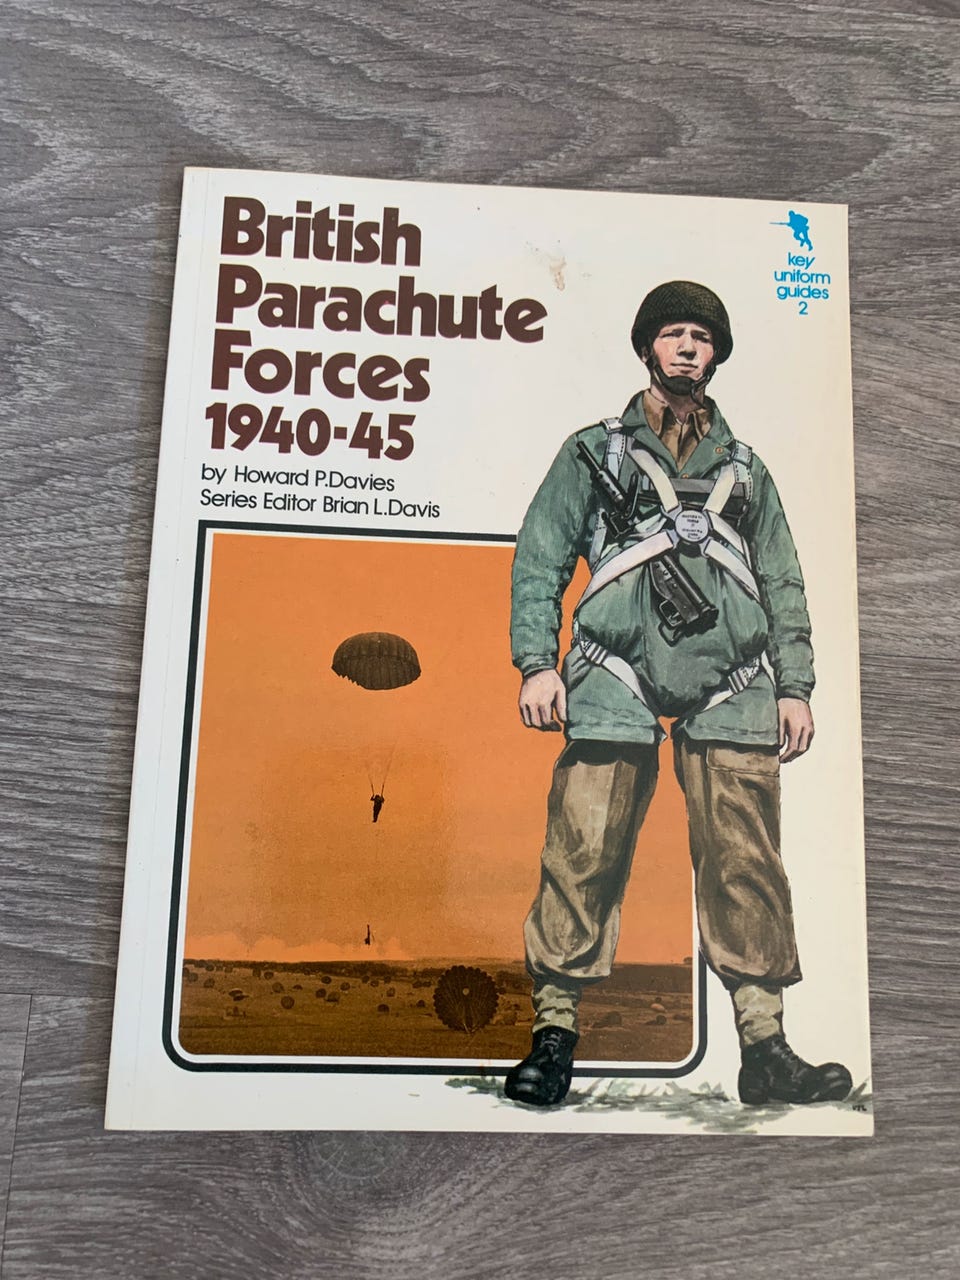 British
Parachute
Forces
1940-45
by Howard P.Davies
Series Editor Brian L.Davis
key
uniform
guides
2